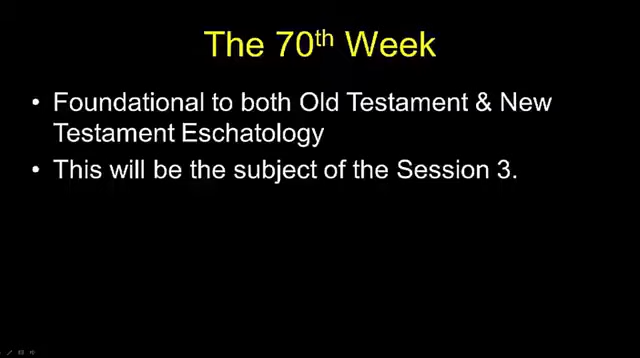 The 70th Week
• Foundational to both Old Testament & New
Testament Eschatology
• This will be the subject of the Session 3.